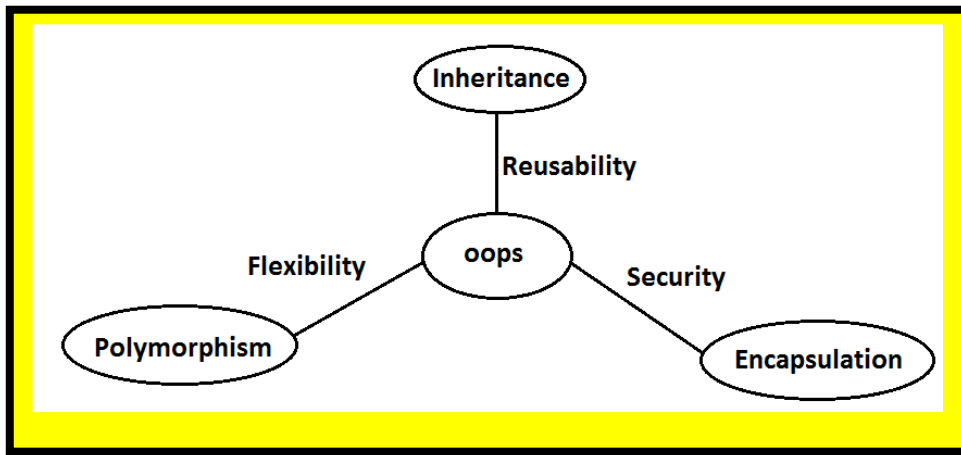 Inheritance
Reusability
oops
Flexibility
Security
Polymorphism
Encapsulation